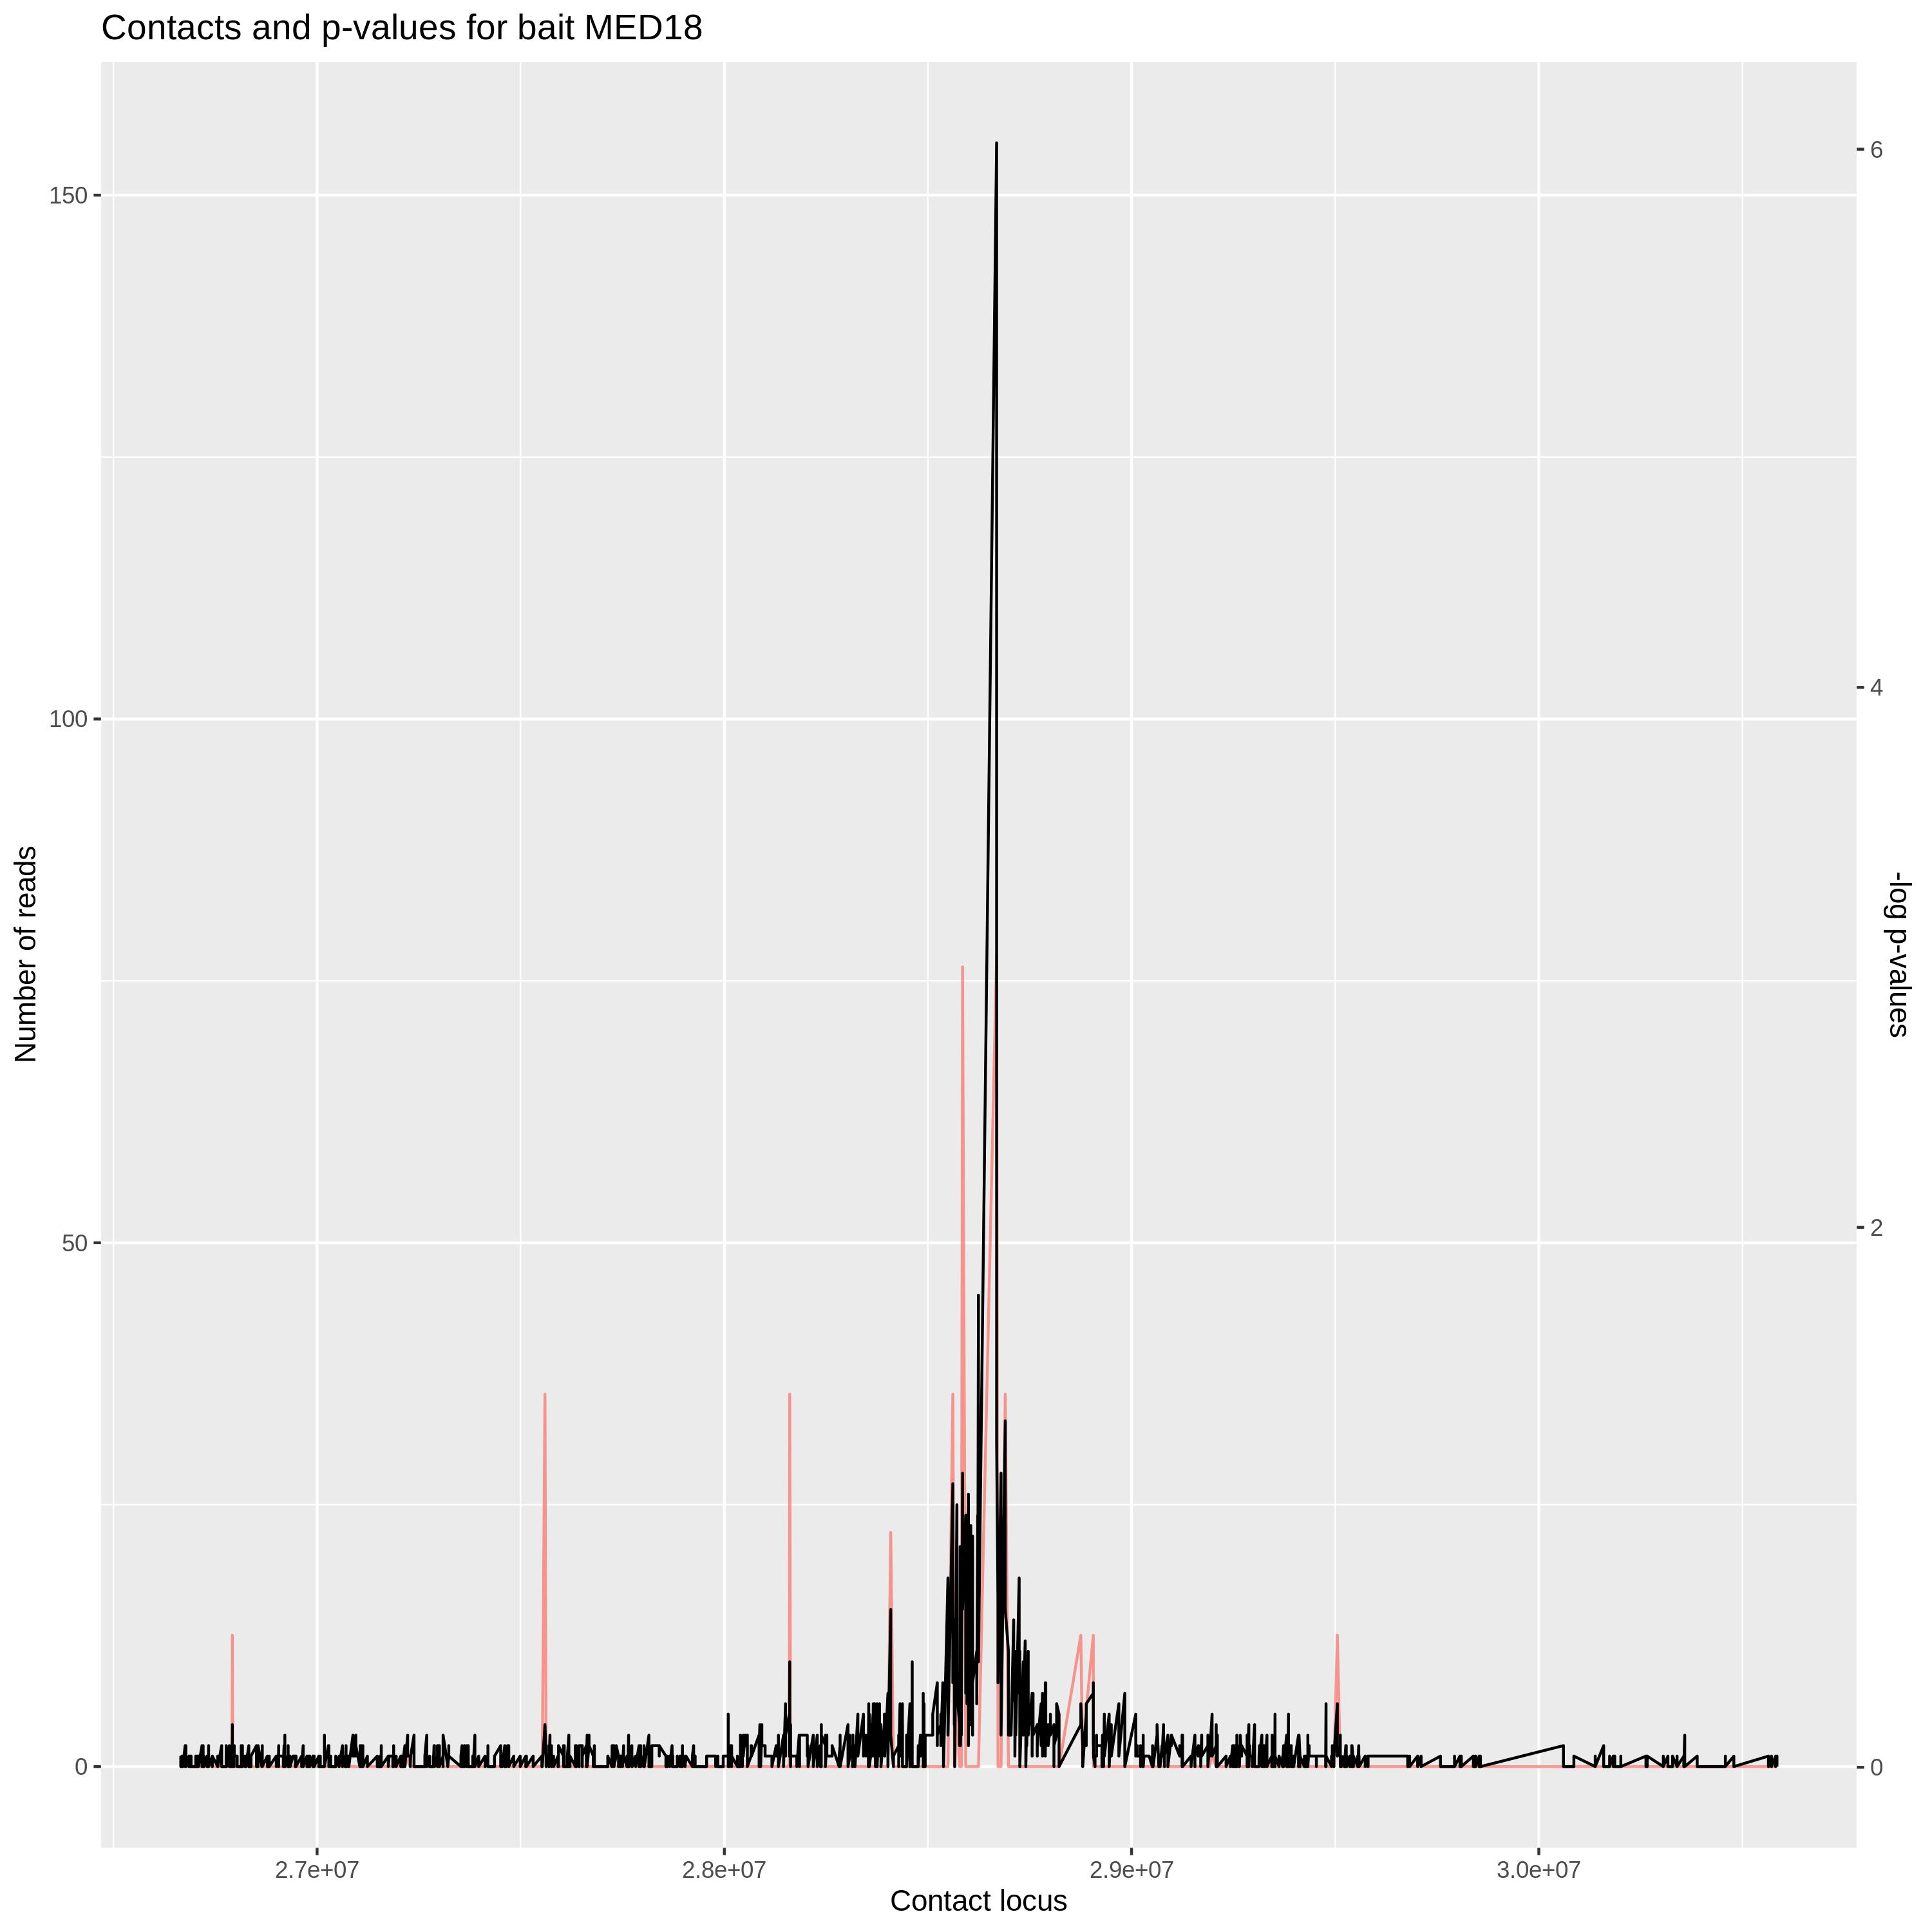 Contacts and p-values for bait MED18
150
100
50
0
Number of reads
6
4
2
0
-log p-values
2.7e+07
2.8e+07
2.9e+07
3.0e+07
Contact locus